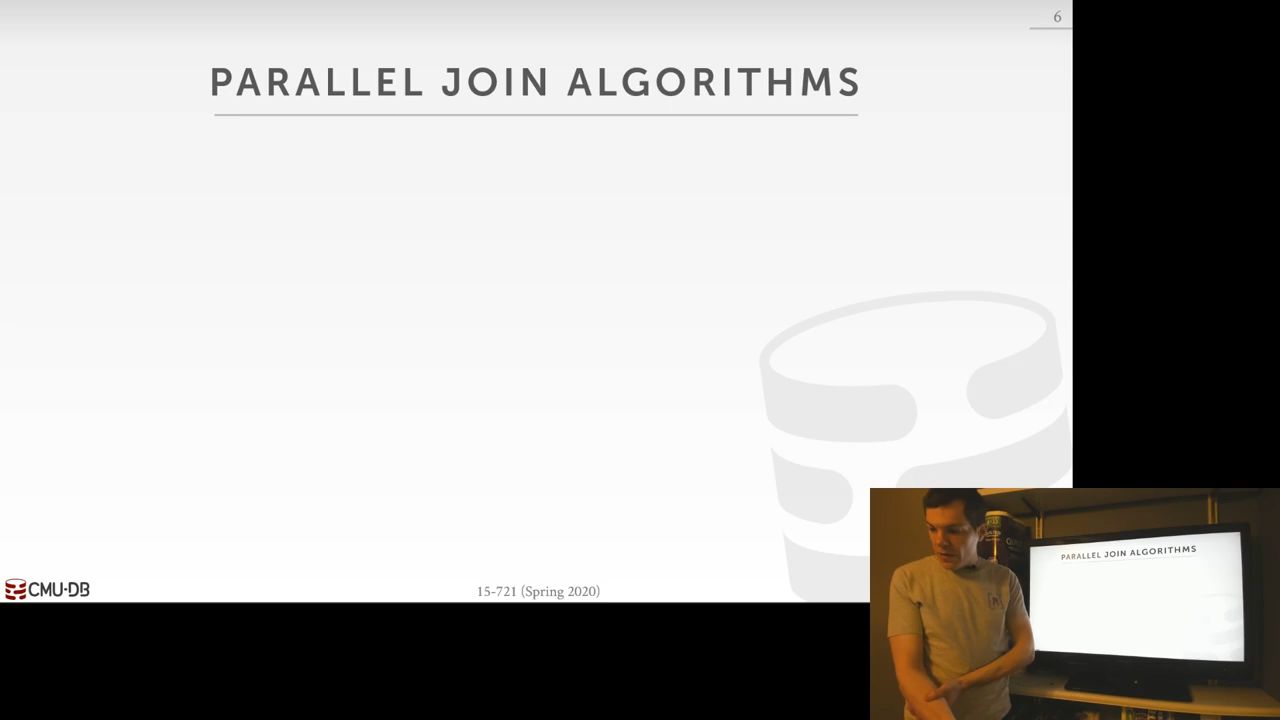 6
PARALLEL JOIN ALGORITHMS
CMU·DB
15-721 (Spring 2020)
PARALLEL JOIN ALGORITHMS